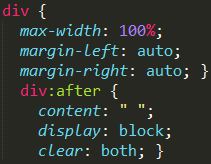 div {
max-width: 100%;
margin-left: auto;
margin-right: auto; }
div:after {
content: " ";
display: block;
clear: both; }